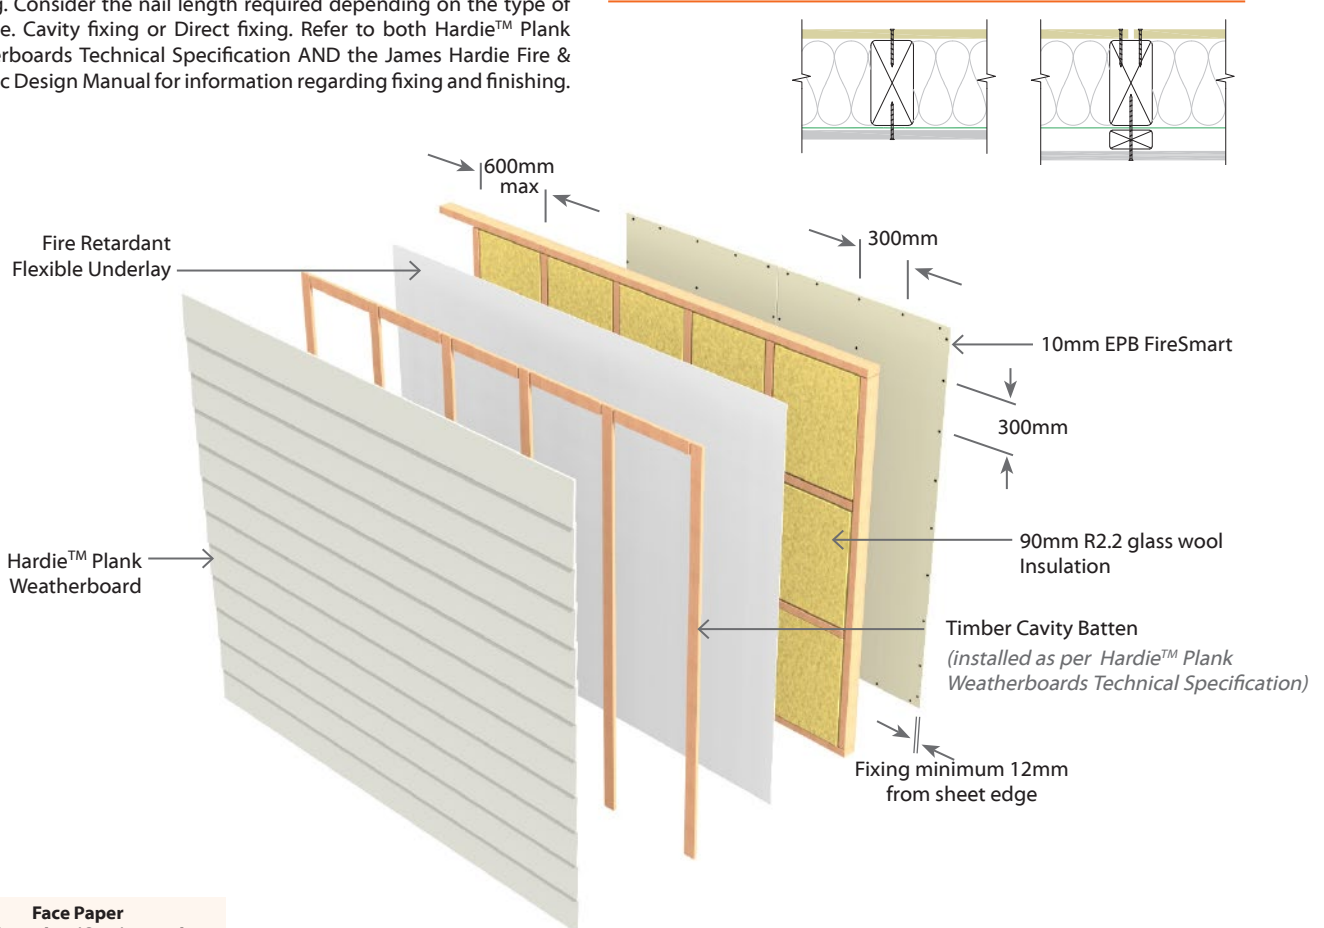 g. Consider the nail length required depending on the type of
e. Cavity fixing or Direct fixing. Refer to both Hardie™ Plank
erboards Technical Specification AND the James Hardie Fire &
c Design Manual for information regarding fixing and finishing.
600mm
max
Fire Retardant
Flexible Underlay
300mm
10mm EPB FireSmart
300mm
90mm R2.2 glass wool
Insulation
Hardie™ Plank
Weatherboard
Timber Cavity Batten
(installed as per Hardie™ Plank
Weatherboards Technical Specification)
Fixing minimum 12mm
from sheet edge
Face Paper